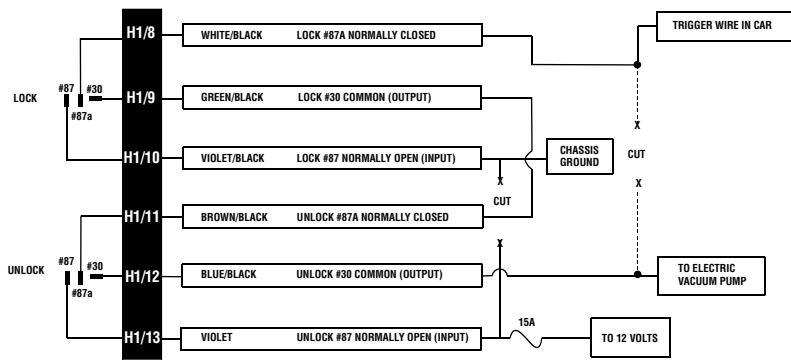 H1/8 WHITE/BLACK LOCK #87A NORMALLY CLOSED
TRIGGER WIRE IN CAR
LOCK
#87 #30
#87a
H1/9 GREEN/BLACK LOCK #30 COMMON (OUTPUT)
X
CUT
X
H1/10 VIOLET/BLACK LOCK #87 NORMALLY OPEN (INPUT)
CHASSIS
GROUND
X
CUT
X
H1/11 BROWN/BLACK UNLOCK #87A NORMALLY CLOSED
UNLOCK
#87 #30
#87a
H1/12 BLUE/BLACK UNLOCK #30 COMMON (OUTPUT)
TO ELECTRIC
VACUUM PUMP
H1/13 VIOLET UNLOCK #87 NORMALLY OPEN (INPUT)
15A
TO 12 VOLTS